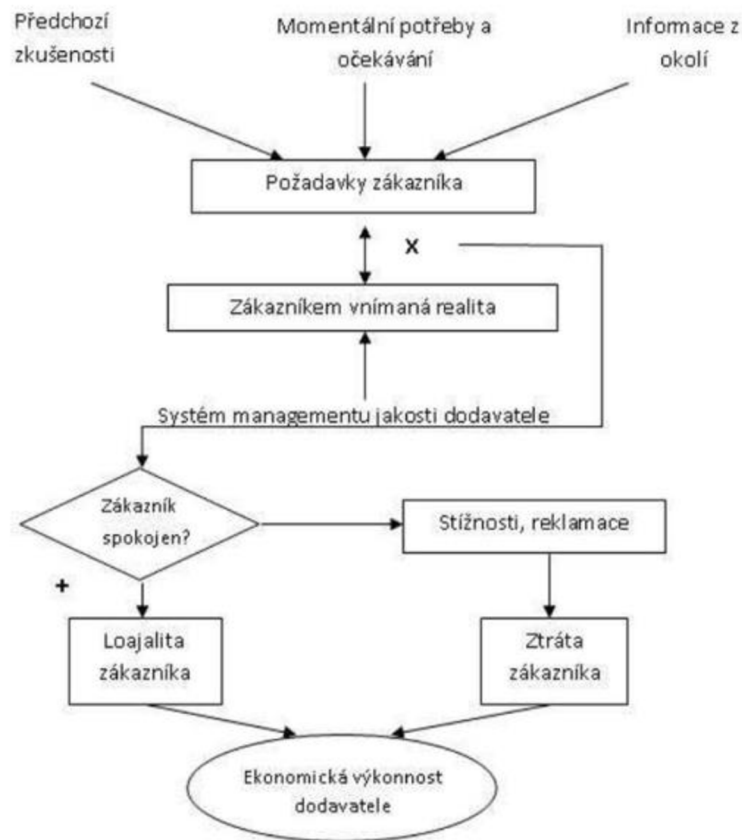 Předchozí
zkušenosti
Momentální potřeby a
očekávání
Informace z
okolí
Požadavky zákazníka
X
Zákazníkem vnímaná realita
Systém managementu jakosti dodavatele
Zákazník
spokojen?
Stížnosti, reklamace
+
Loajalita
zákazníka
Ztráta
zákazníka
Ekonomická výkonnost
dodavatele